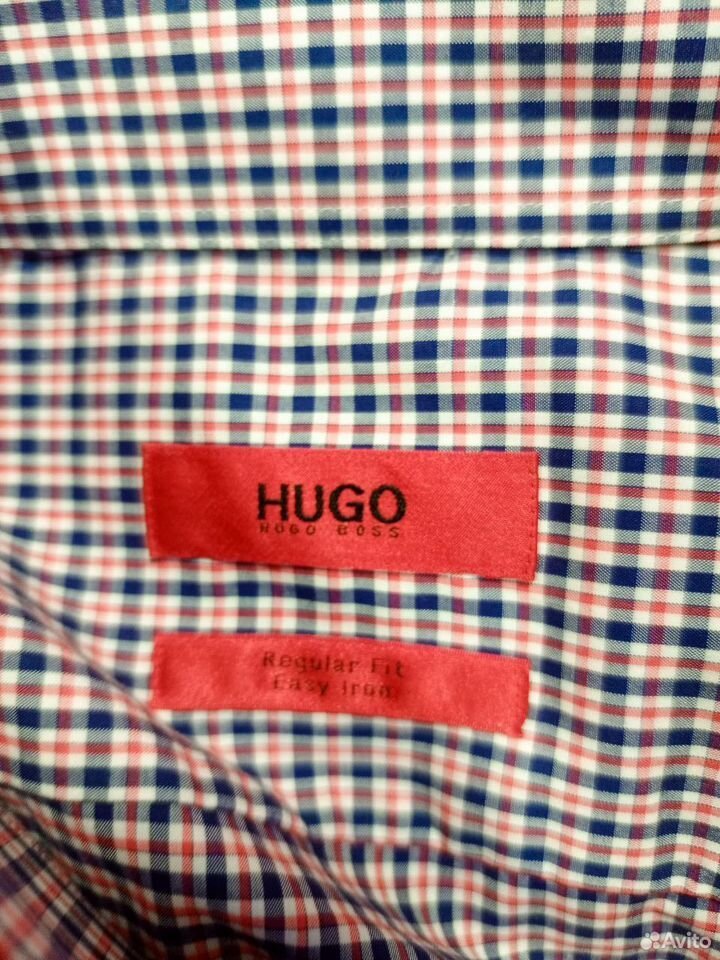 HUGO
HUGO BOSS
Regular Fit
Easy Iron
Avito